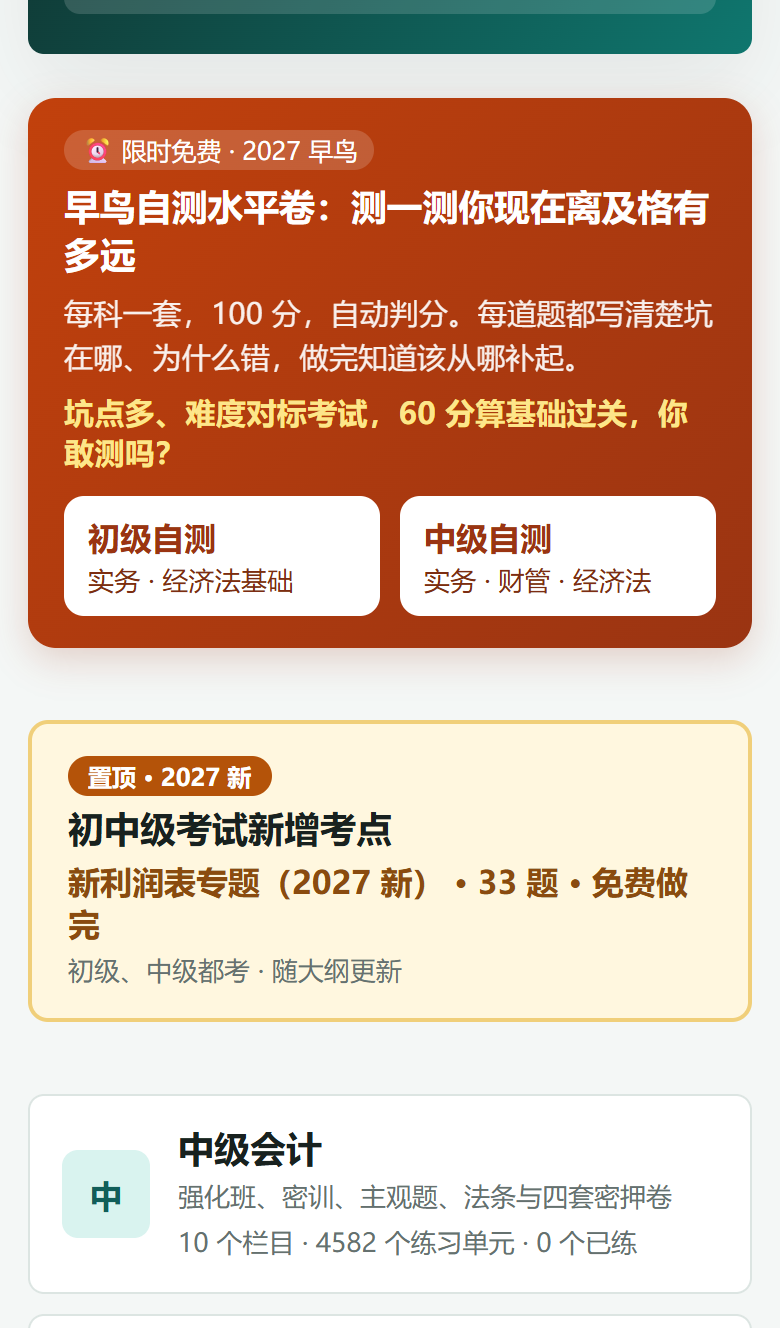 限时免费 · 2027 早鸟
早鸟自测水平卷：测一测你现在离及格有
多远
每科一套，100 分，自动判分。每道题都写清楚坑
在哪、为什么错，做完知道该从哪补起。
坑点多、难度对标考试，60 分算基础过关，你
敢测吗？
初级自测
实务 · 经济法基础
中级自测
实务 · 财管 · 经济法
置顶 • 2027 新
初中级考试新增考点
新利润表专题（2027 新） • 33 题 • 免费做
完
初级、中级都考 · 随大纲更新
中
中级会计
强化班、密训、主观题、法条与四套密押卷
10 个栏目 · 4582 个练习单元 · 0 个已练